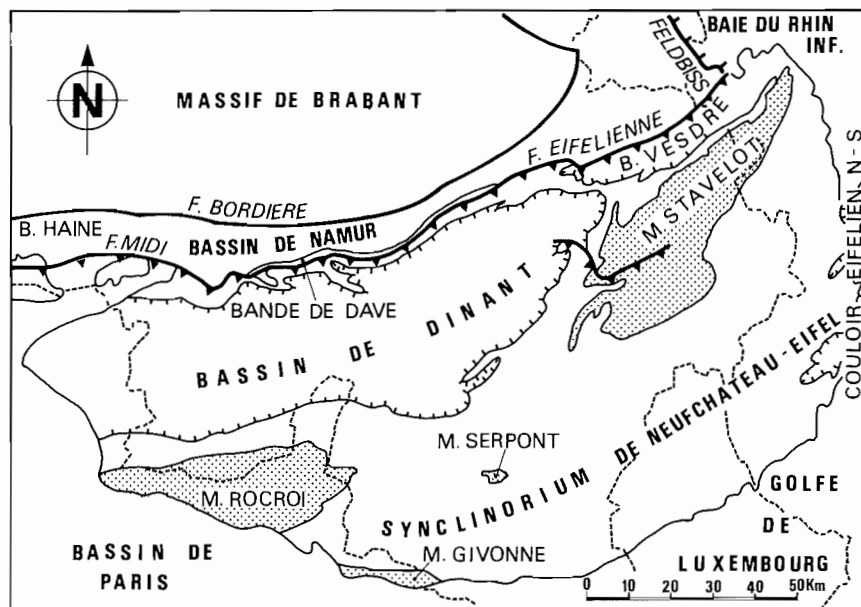 BAIE DU RHIN
INF.
FELDBISS
N
MASSIF DE BRABANT
F. EIFELIENNE
B. VESDRE
COULOIR EIFELIEN N-S
M. STAVELOT
F. BORDIERE
B. HAINE
F. MIDI
BASSIN DE NAMUR
BANDE DE DAVE
BASSIN DE DINANT
M. SERPONT
SYNCLINORIUM DE NEUFCHATEAU-EIFEL
M. ROCROI
GOLFE
DE
LUXEMBOURG
BASSIN DE
PARIS
M. GIVONNE
0 10 20 30 40 50Km